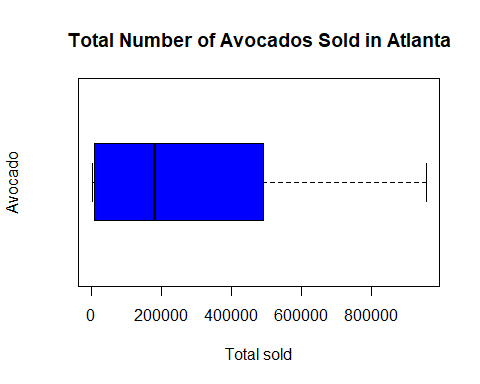 Total Number of Avocados Sold in Atlanta
Avocado
0 200000 400000 600000 800000
Total sold